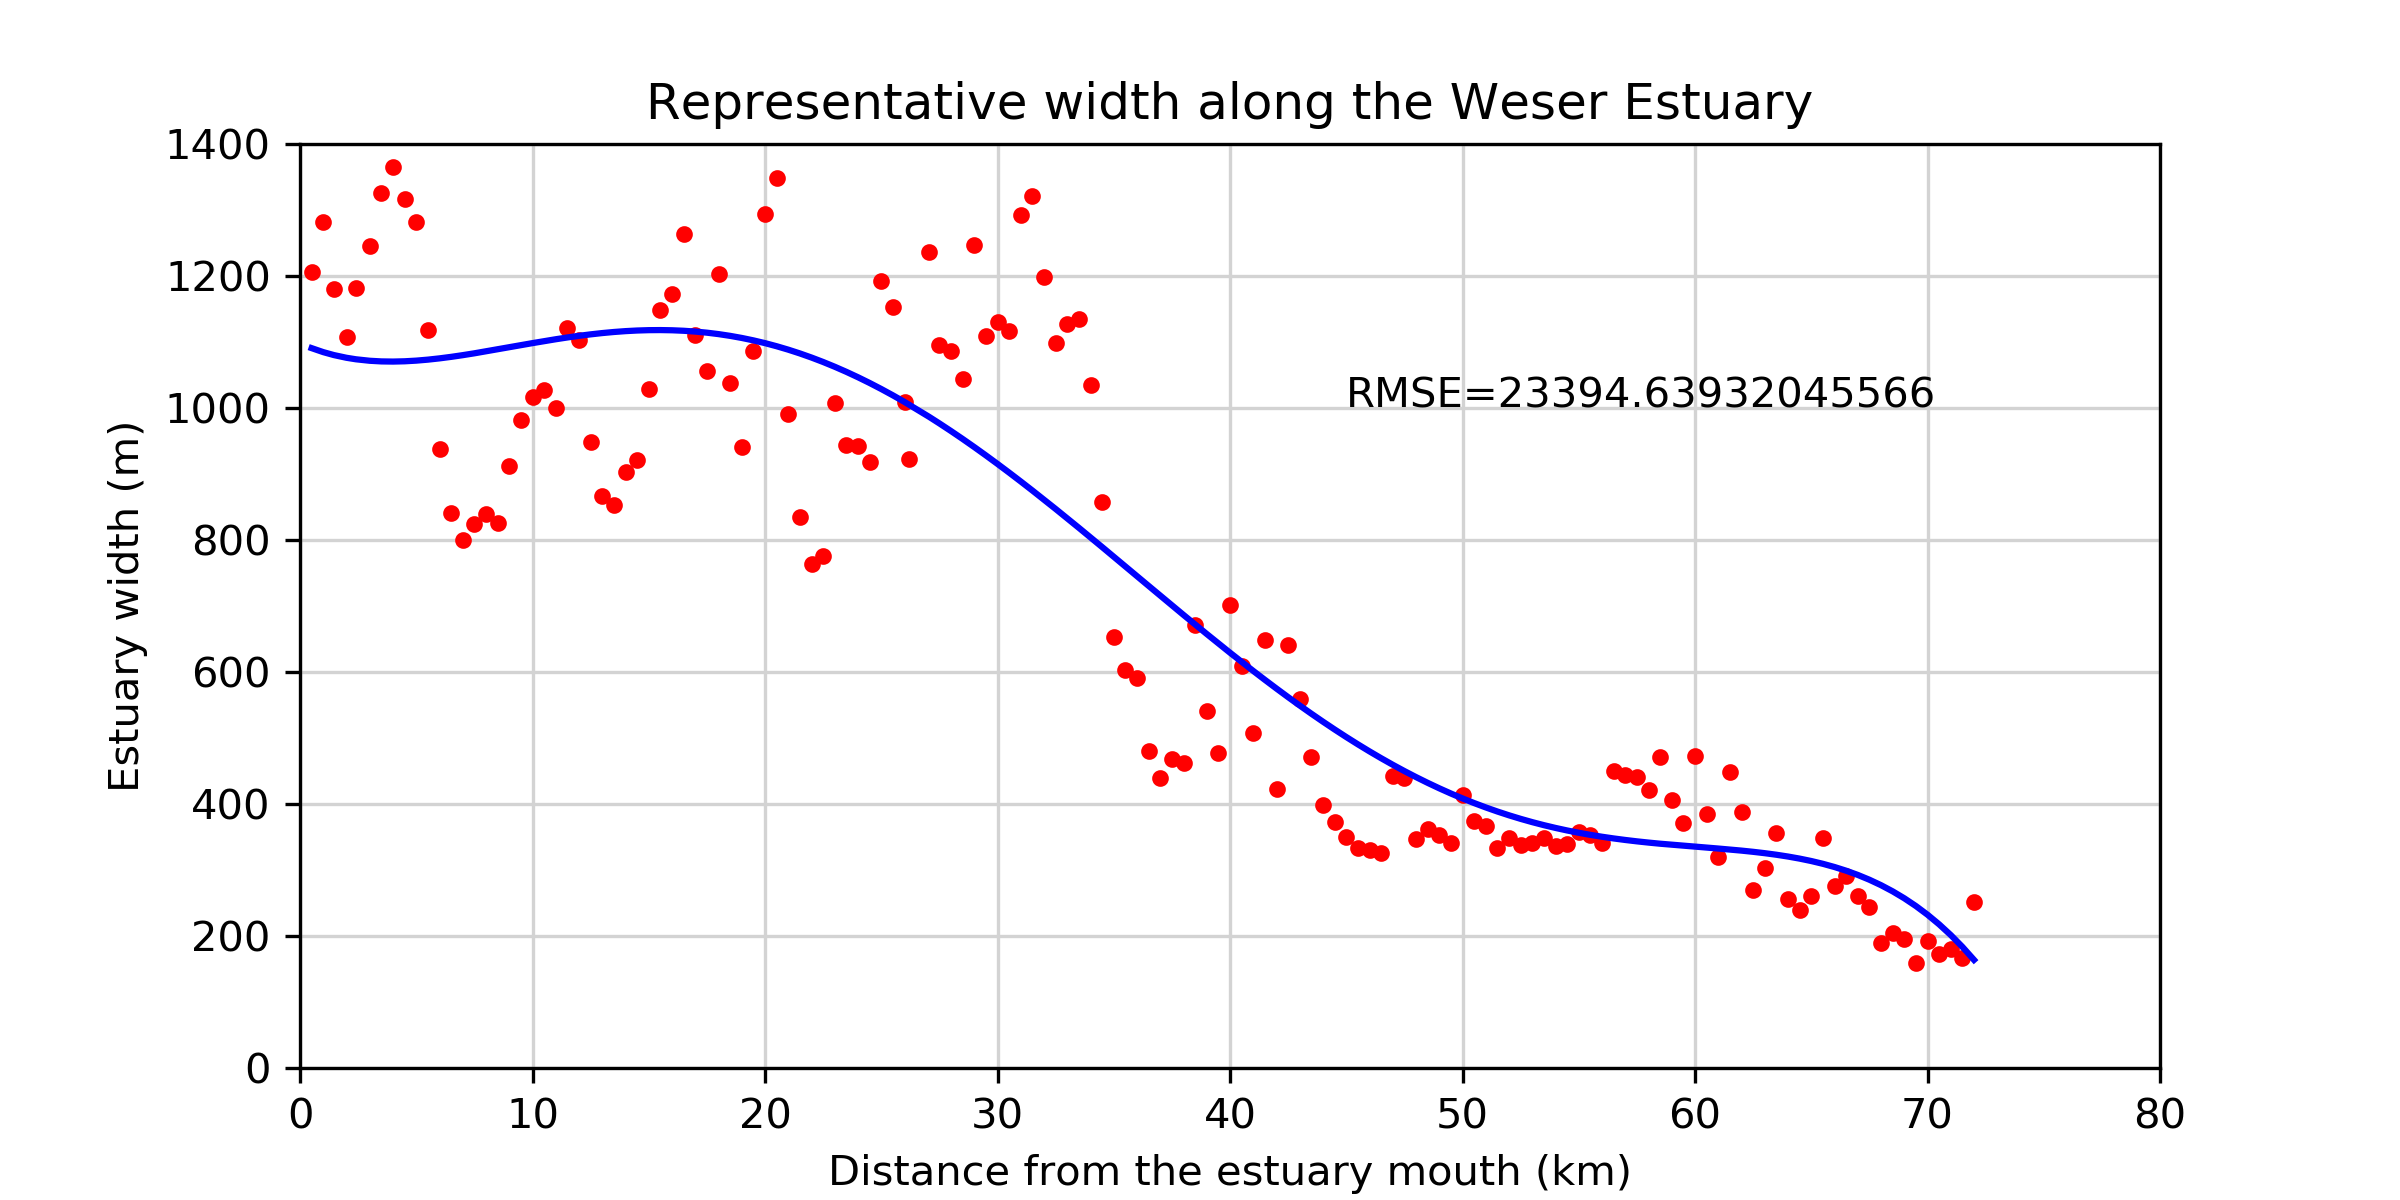 Representative width along the Weser Estuary
1400
1200
1000
800
600
400
200
0
Estuary width (m)
RMSE=23394.63932045566
0 10 20 30 40 50 60 70 80
Distance from the estuary mouth (km)